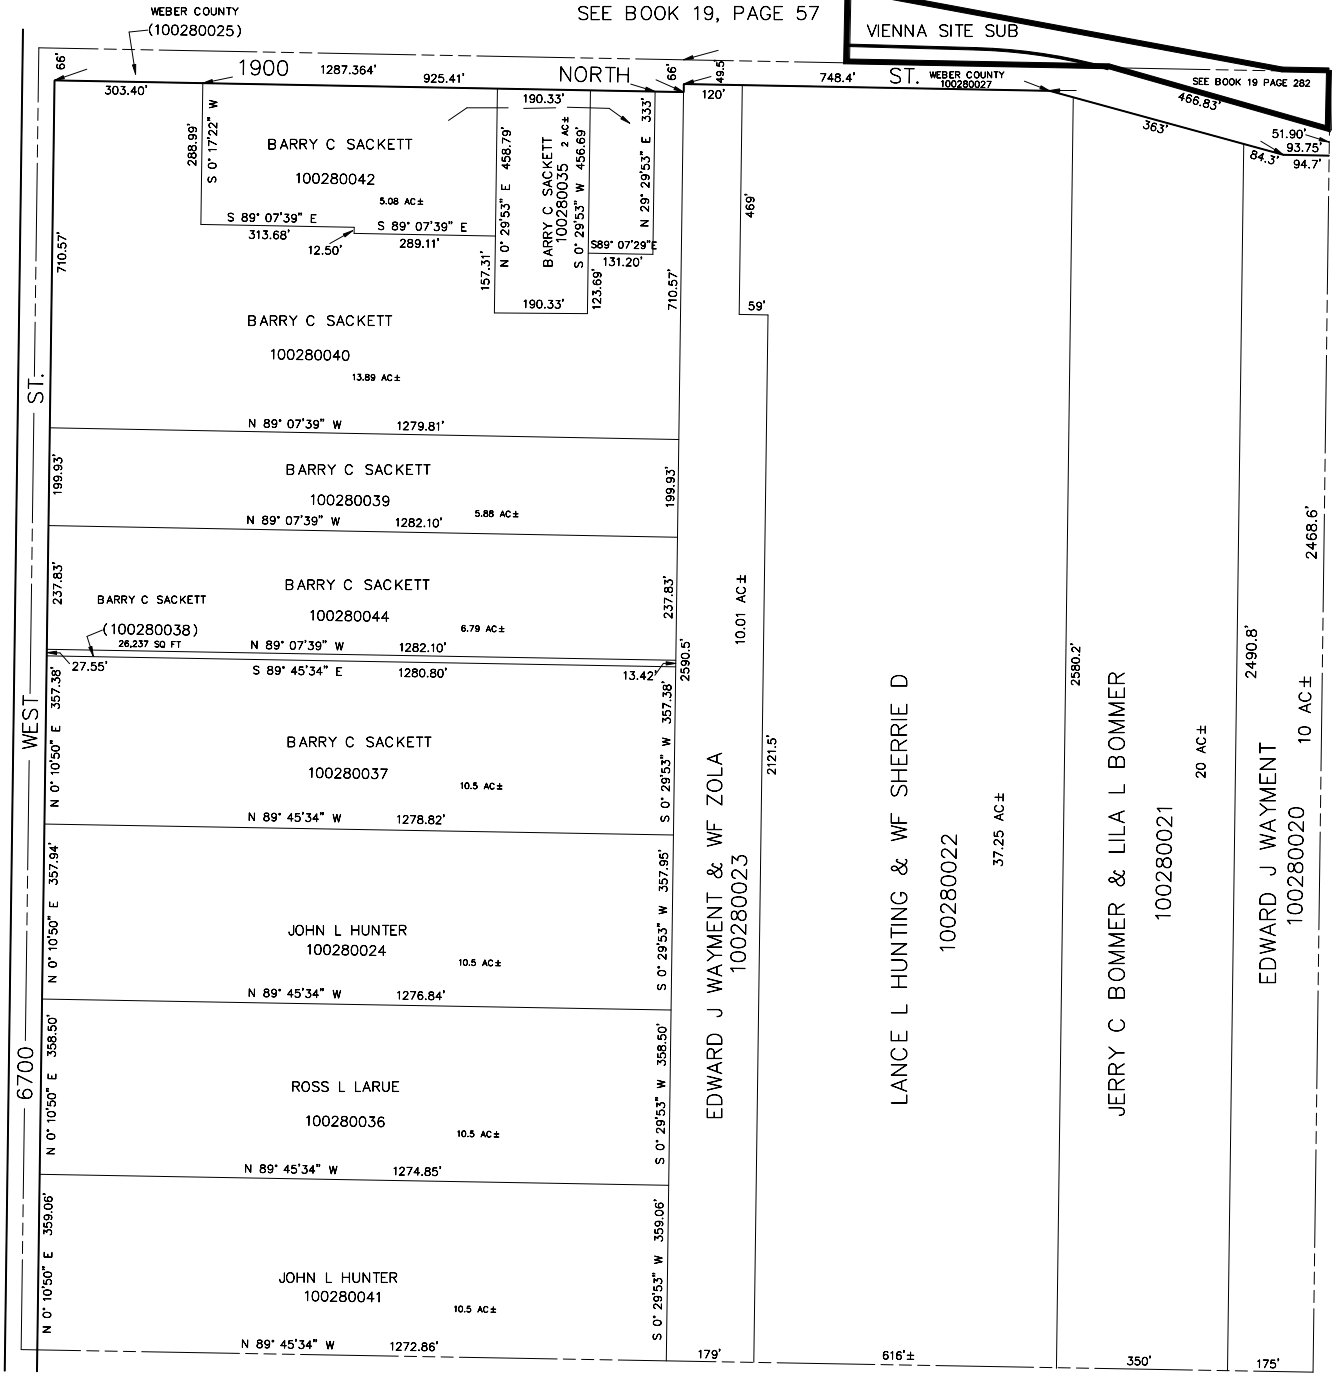 WEBER COUNTY
(100280025)
SEE BOOK 19, PAGE 57
VIENNA SITE SUB
SEE BOOK 19 PAGE 282
66'
1900
1287.364'
925.41'
NORTH
66'
49.5'
748.4'
ST.
WEBER COUNTY
100280027
303.40'
190.33'
120'
466.83'
363'
51.90'
93.75'
84.3'
94.7'
288.99'
S 0° 17'22" W
BARRY C SACKETT
100280042
5.08 AC±
S 89° 07'39" E
313.68'
12.50'
S 89° 07'39" E
289.11'
N 0° 29'53" E 458.79'
157.31'
BARRY C SACKETT
100280035
2 AC±
S 0° 29'53" W 456.69'
190.33'
123.69'
N 29° 29'53" E 333'
S89° 07'29"E
131.20'
469'
59'
710.57'
710.57'
BARRY C SACKETT
100280040
13.89 AC±
N 89° 07'39" W 1279.81'
199.93'
BARRY C SACKETT
100280039
5.88 AC±
N 89° 07'39" W 1282.10'
199.93'
237.83'
BARRY C SACKETT
100280044
6.79 AC±
237.83'
BARRY C SACKETT
(100280038)
26,237 SQ FT
N 89° 07'39" W 1282.10'
27.55'
S 89° 45'34" E 1280.80'
13.42'
N 0° 10'50" E 357.38'
BARRY C SACKETT
100280037
10.5 AC±
N 89° 45'34" W 1278.82'
S 0° 29'53" W 357.38'
N 0° 10'50" E 357.94'
JOHN L HUNTER
100280024
10.5 AC±
N 89° 45'34" W 1276.84'
S 0° 29'53" W 357.95'
N 0° 10'50" E 358.50'
ROSS L LARUE
100280036
10.5 AC±
N 89° 45'34" W 1274.85'
S 0° 29'53" W 358.50'
N 0° 10'50" E 359.06'
JOHN L HUNTER
100280041
10.5 AC±
N 89° 45'34" W 1272.86'
S 0° 29'53" W 359.06'
6700 WEST ST.
2590.5'
10.01 AC±
EDWARD J WAYMENT & WF ZOLA
100280023
2121.5'
179'
LANCE L HUNTING & WF SHERRIE D
100280022
37.25 AC±
616'±
2580.2'
JERRY C BOMMER & LILA L BOMMER
100280021
20 AC±
350'
2490.8'
EDWARD J WAYMENT
100280020
10 AC±
2468.6'
175'